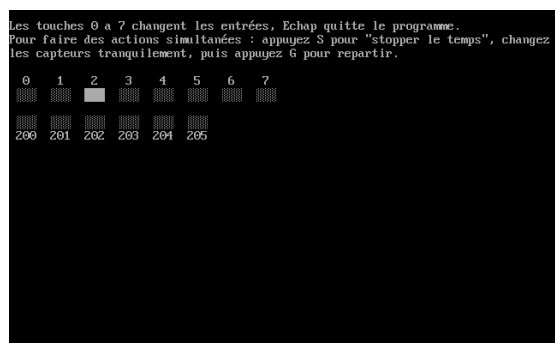 Les touches 0 a 7 changent les entrées, Echap quitte le programme.
Pour faire des actions simultanées : appuyez S pour "stopper le temps", changez
les capteurs tranquilement, puis appuyez G pour repartir.
0 1 2 3 4 5 6 7
200 201 202 203 204 205